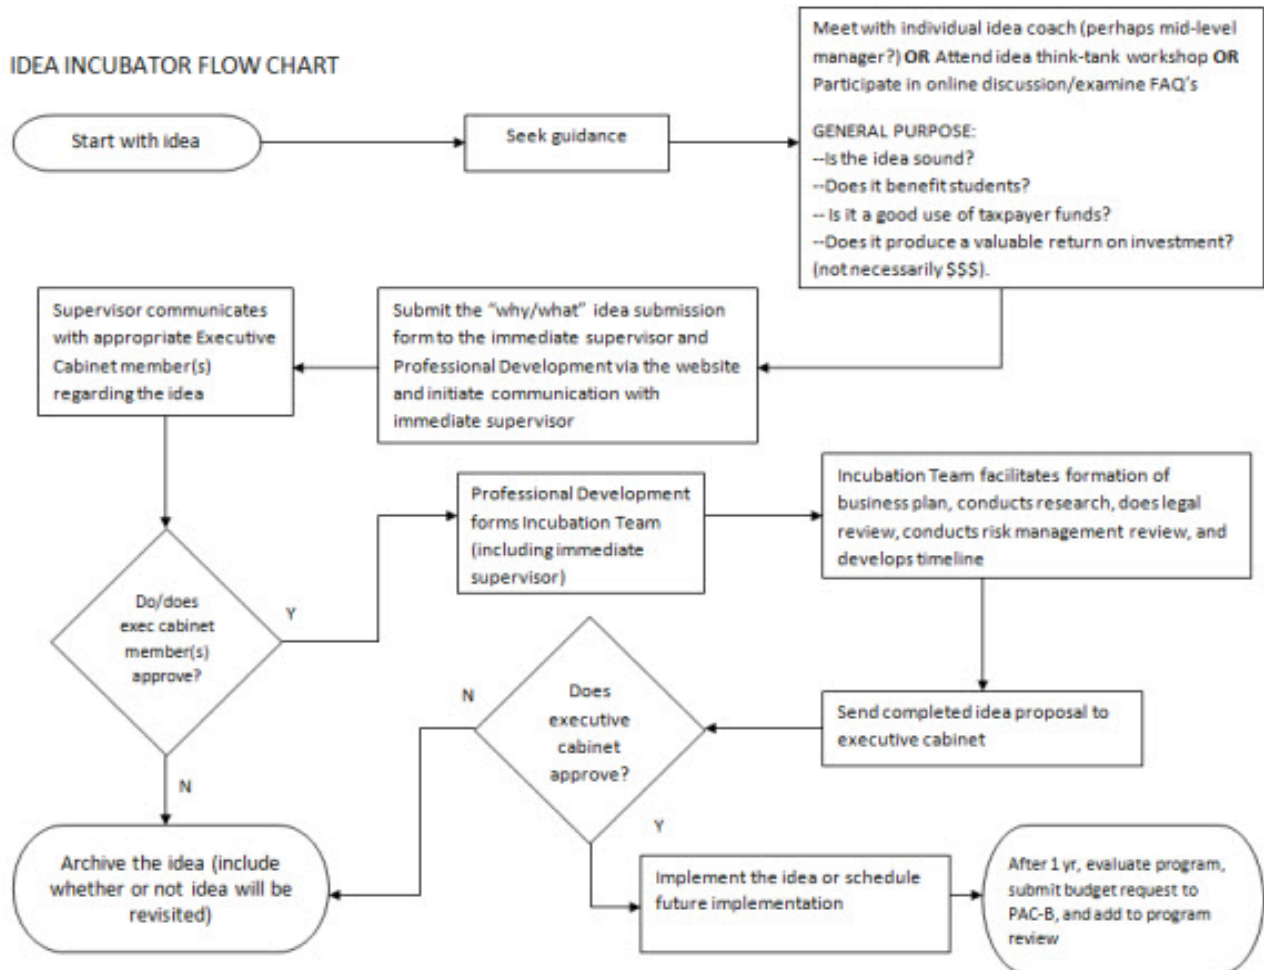 IDEA INCUBATOR FLOW CHART
Start with idea
Seek guidance
Meet with individual idea coach (perhaps mid-level
manager?) OR Attend idea think-tank workshop OR
Participate in online discussion/examine FAQ's
GENERAL PURPOSE:
--Is the idea sound?
--Does it benefit students?
-- Is it a good use of taxpayer funds?
--Does it produce a valuable return on investment?
(not necessarily $$$).
Submit the "why/what" idea submission
form to the immediate supervisor and
Professional Development via the website
and initiate communication with
immediate supervisor
Supervisor communicates
with appropriate Executive
Cabinet member(s)
regarding the idea
Do/does
exec cabinet
member(s)
approve?
Y
N
Professional Development
forms Incubation Team
(including immediate
supervisor)
Incubation Team facilitates formation of
business plan, conducts research, does legal
review, conducts risk management review, and
develops timeline
Send completed idea proposal to
executive cabinet
Does
executive
cabinet
approve?
N
Y
Archive the idea (include
whether or not idea will be
revisited)
Implement the idea or schedule
future implementation
After 1 yr, evaluate program,
submit budget request to
PAC-B, and add to program
review